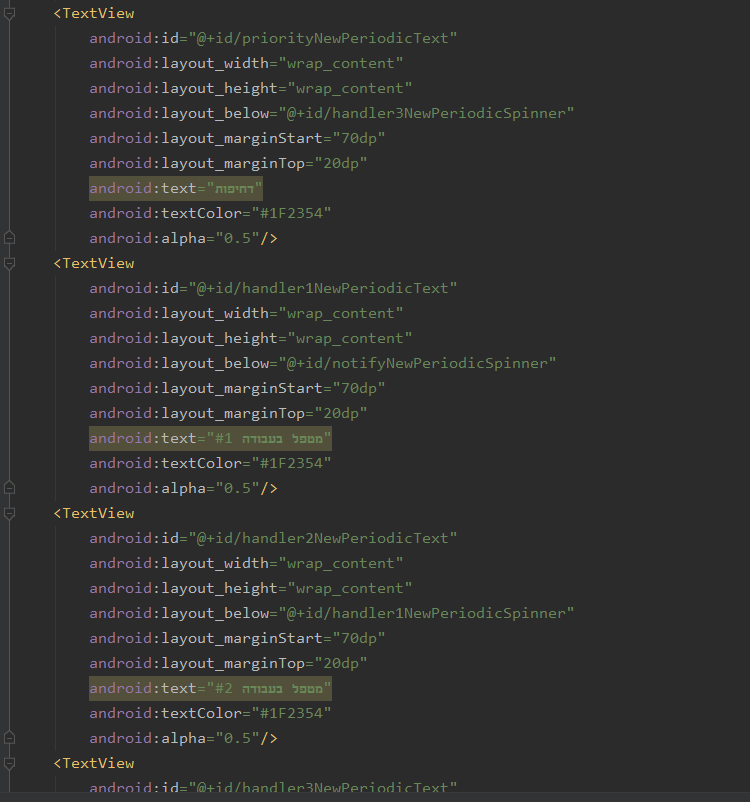 <TextView
android:id="@+id/priorityNewPeriodicText"
android:layout_width="wrap_content"
android:layout_height="wrap_content"
android:layout_below="@+id/handler3NewPeriodicSpinner"
android:layout_marginStart="70dp"
android:layout_marginTop="20dp"
android:text="דחיפות"
android:textColor="#1F2354"
android:alpha="0.5"/>
<TextView
android:id="@+id/handler1NewPeriodicText"
android:layout_width="wrap_content"
android:layout_height="wrap_content"
android:layout_below="@+id/notifyNewPeriodicSpinner"
android:layout_marginStart="70dp"
android:layout_marginTop="20dp"
android:text="מטפל בעבודה #1"
android:textColor="#1F2354"
android:alpha="0.5"/>
<TextView
android:id="@+id/handler2NewPeriodicText"
android:layout_width="wrap_content"
android:layout_height="wrap_content"
android:layout_below="@+id/handler1NewPeriodicSpinner"
android:layout_marginStart="70dp"
android:layout_marginTop="20dp"
android:text="מטפל בעבודה #2"
android:textColor="#1F2354"
android:alpha="0.5"/>
<TextView
android:id="@+id/handler3NewPeriodicText"